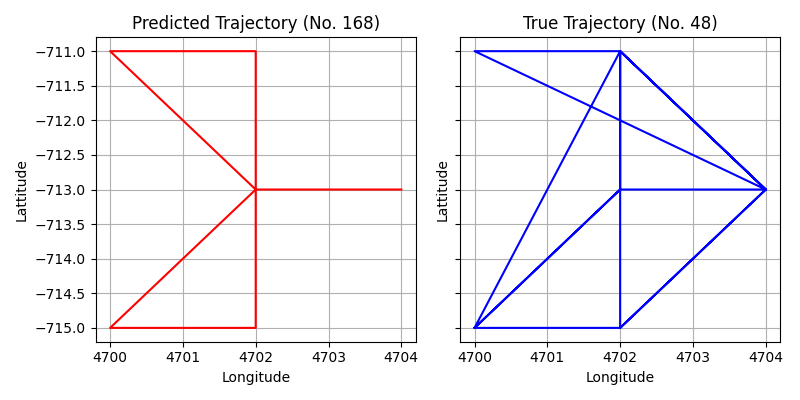 Predicted Trajectory (No. 168)
−711.0
−711.5
−712.0
−712.5
−713.0
−713.5
−714.0
−714.5
−715.0
Lattitude
4700 4701 4702 4703 4704
Longitude
True Trajectory (No. 48)
Lattitude
4700 4701 4702 4703 4704
Longitude